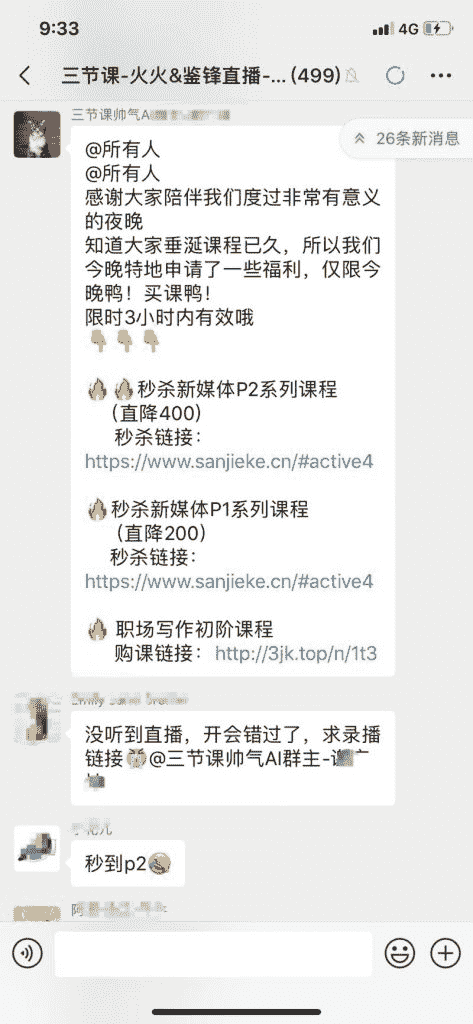 9:33
4G
三节课-火火&鉴锋直播-...(499)
三节课帅气A
26条新消息
@所有人
@所有人
感谢大家陪伴我们度过非常有意义
的夜晚
知道大家垂涎课程已久，所以我们
今晚特地申请了一些福利，仅限今
晚鸭！买课鸭！
限时3小时内有效哦
秒杀新媒体P2系列课程
（直降400）
秒杀链接：
https://www.sanjieke.cn/#active4
秒杀新媒体P1系列课程
（直降200）
秒杀链接：
https://www.sanjieke.cn/#active4
职场写作初阶课程
购课链接：http://3jk.top/n/1t3
没听到直播，开会错过了，求录播
链接@三节课帅气AI群主-
秒到p2
阿